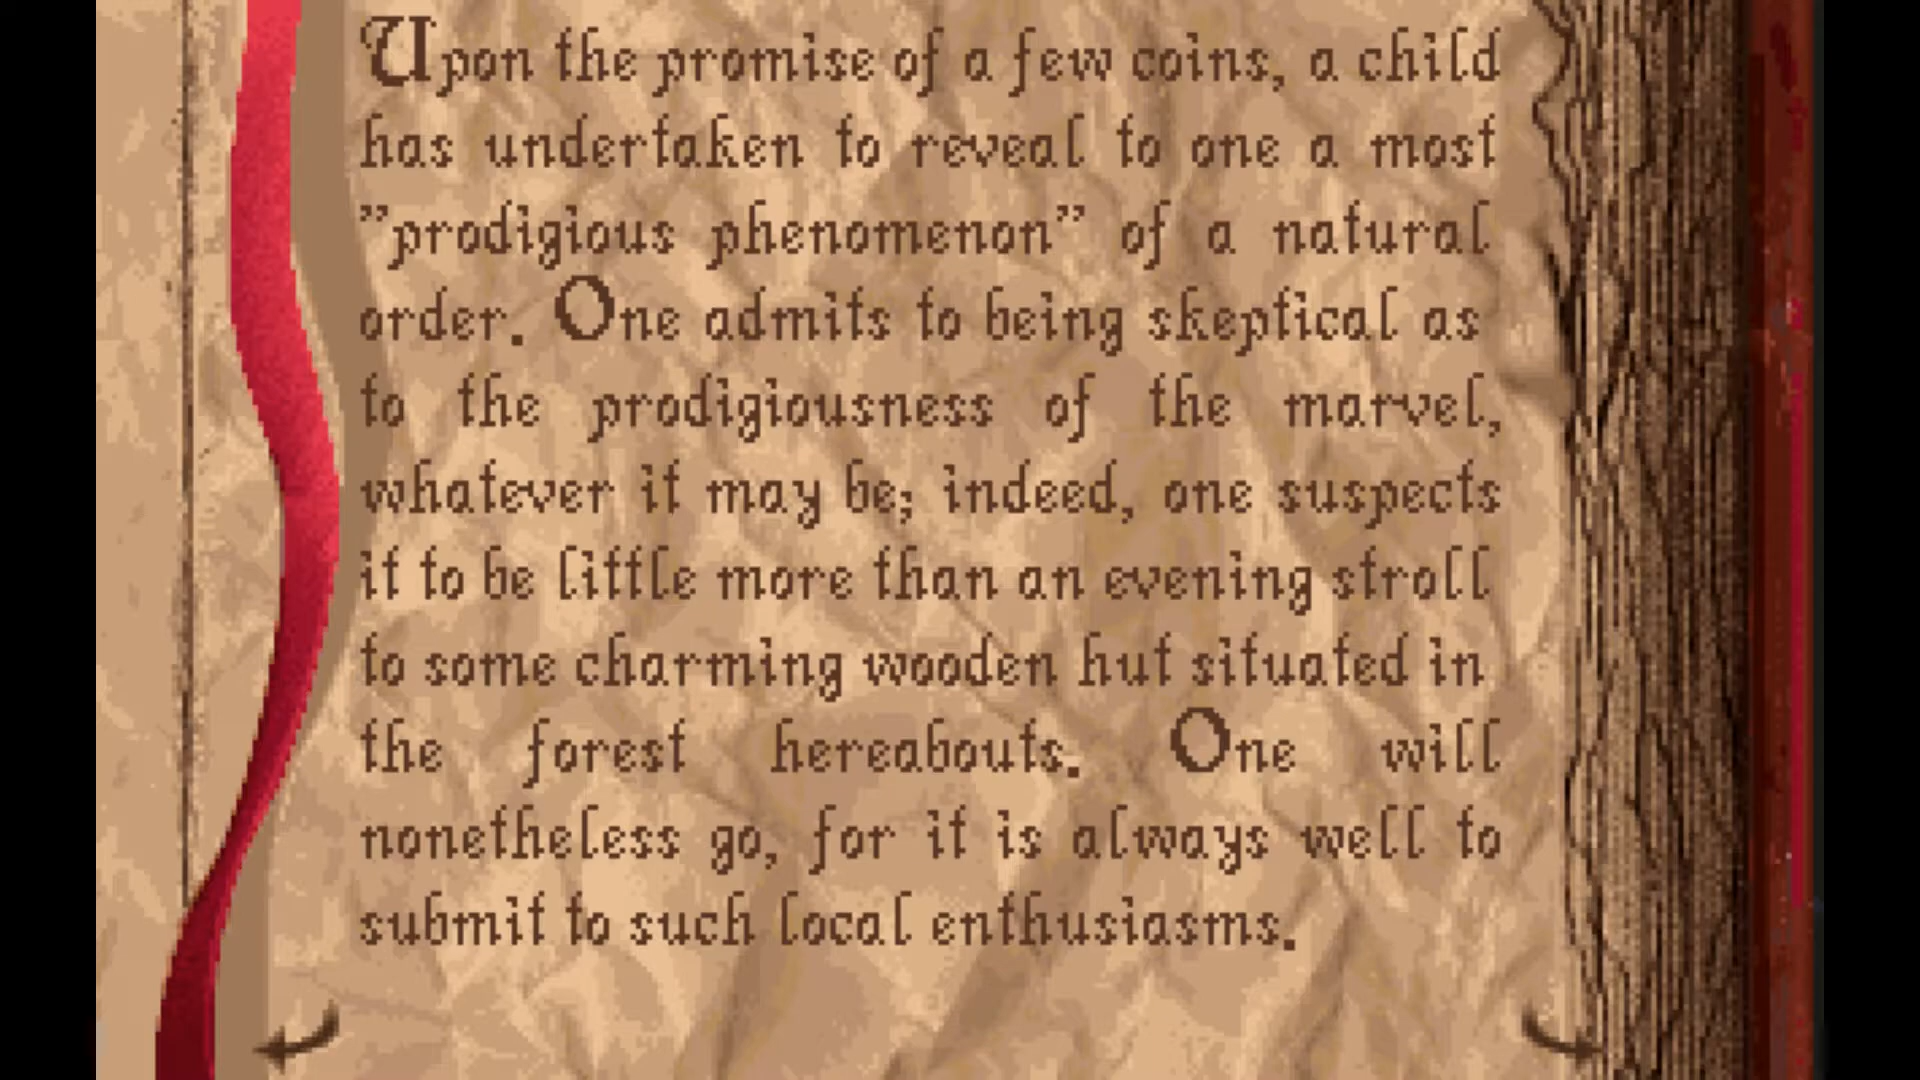 Upon the promise of a few coins, a child
has undertaken to reveal to one a most
"prodigious phenomenon" of a natural
order. One admits to being skeptical as
to the prodigiousness of the marvel,
whatever it may be; indeed, one suspects
it to be little more than an evening stroll
to some charming wooden hut situated in
the forest hereabouts. One will
nonetheless go, for it is always well to
submit to such local enthusiasms.